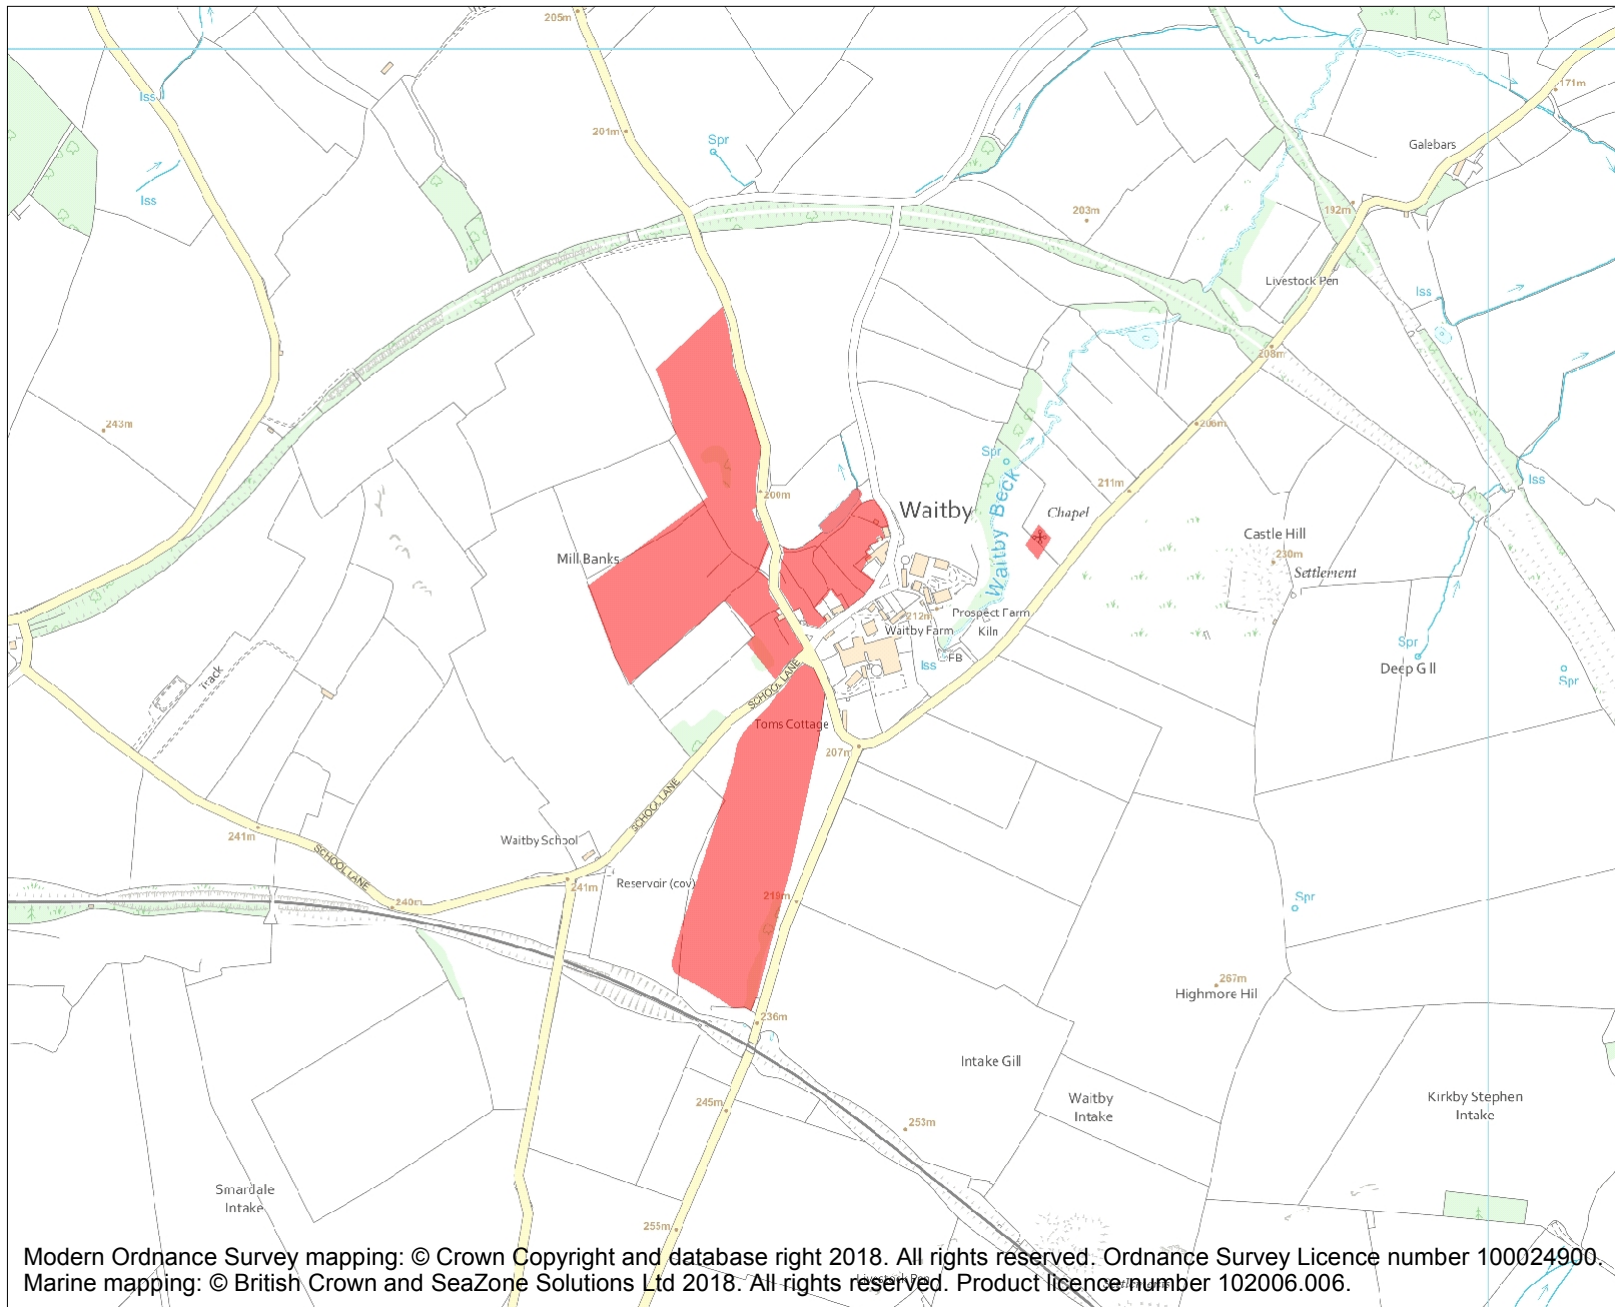 205m
Iss
171m
201m
Spr
Galebars
Iss
203m
192m
Livestock Pen
Iss
208m
243m
206m
Spr
211m
200m
Iss
Waitby
Chapel
Waitby Beck
Castle Hill
230m
Mill Banks
Settlement
212m
Prospect Farm
Waitby Farm
Kiln
FB
Iss
Spr
Deep Gill
Spr
Track
SCHOOL LANE
Toms Cottage
207m
SCHOOL LANE
241m
Waitby School
SCHOOL LANE
241m
Reservoir (cov)
219m
240m
Spr
267m
Highmore Hil
236m
Intake Gill
245m
Waitby
Intake
Kirkby Stephen
Intake
253m
Smardale
Intake
255m
Modern Ordnance Survey mapping: © Crown Copyright and database right 2018. All rights reserved. Ordnance Survey Licence number 100024900.
Marine mapping: © British Crown and SeaZone Solutions Ltd 2018. All rights reserved. Product licence number 102006.006.
Livestock Pen